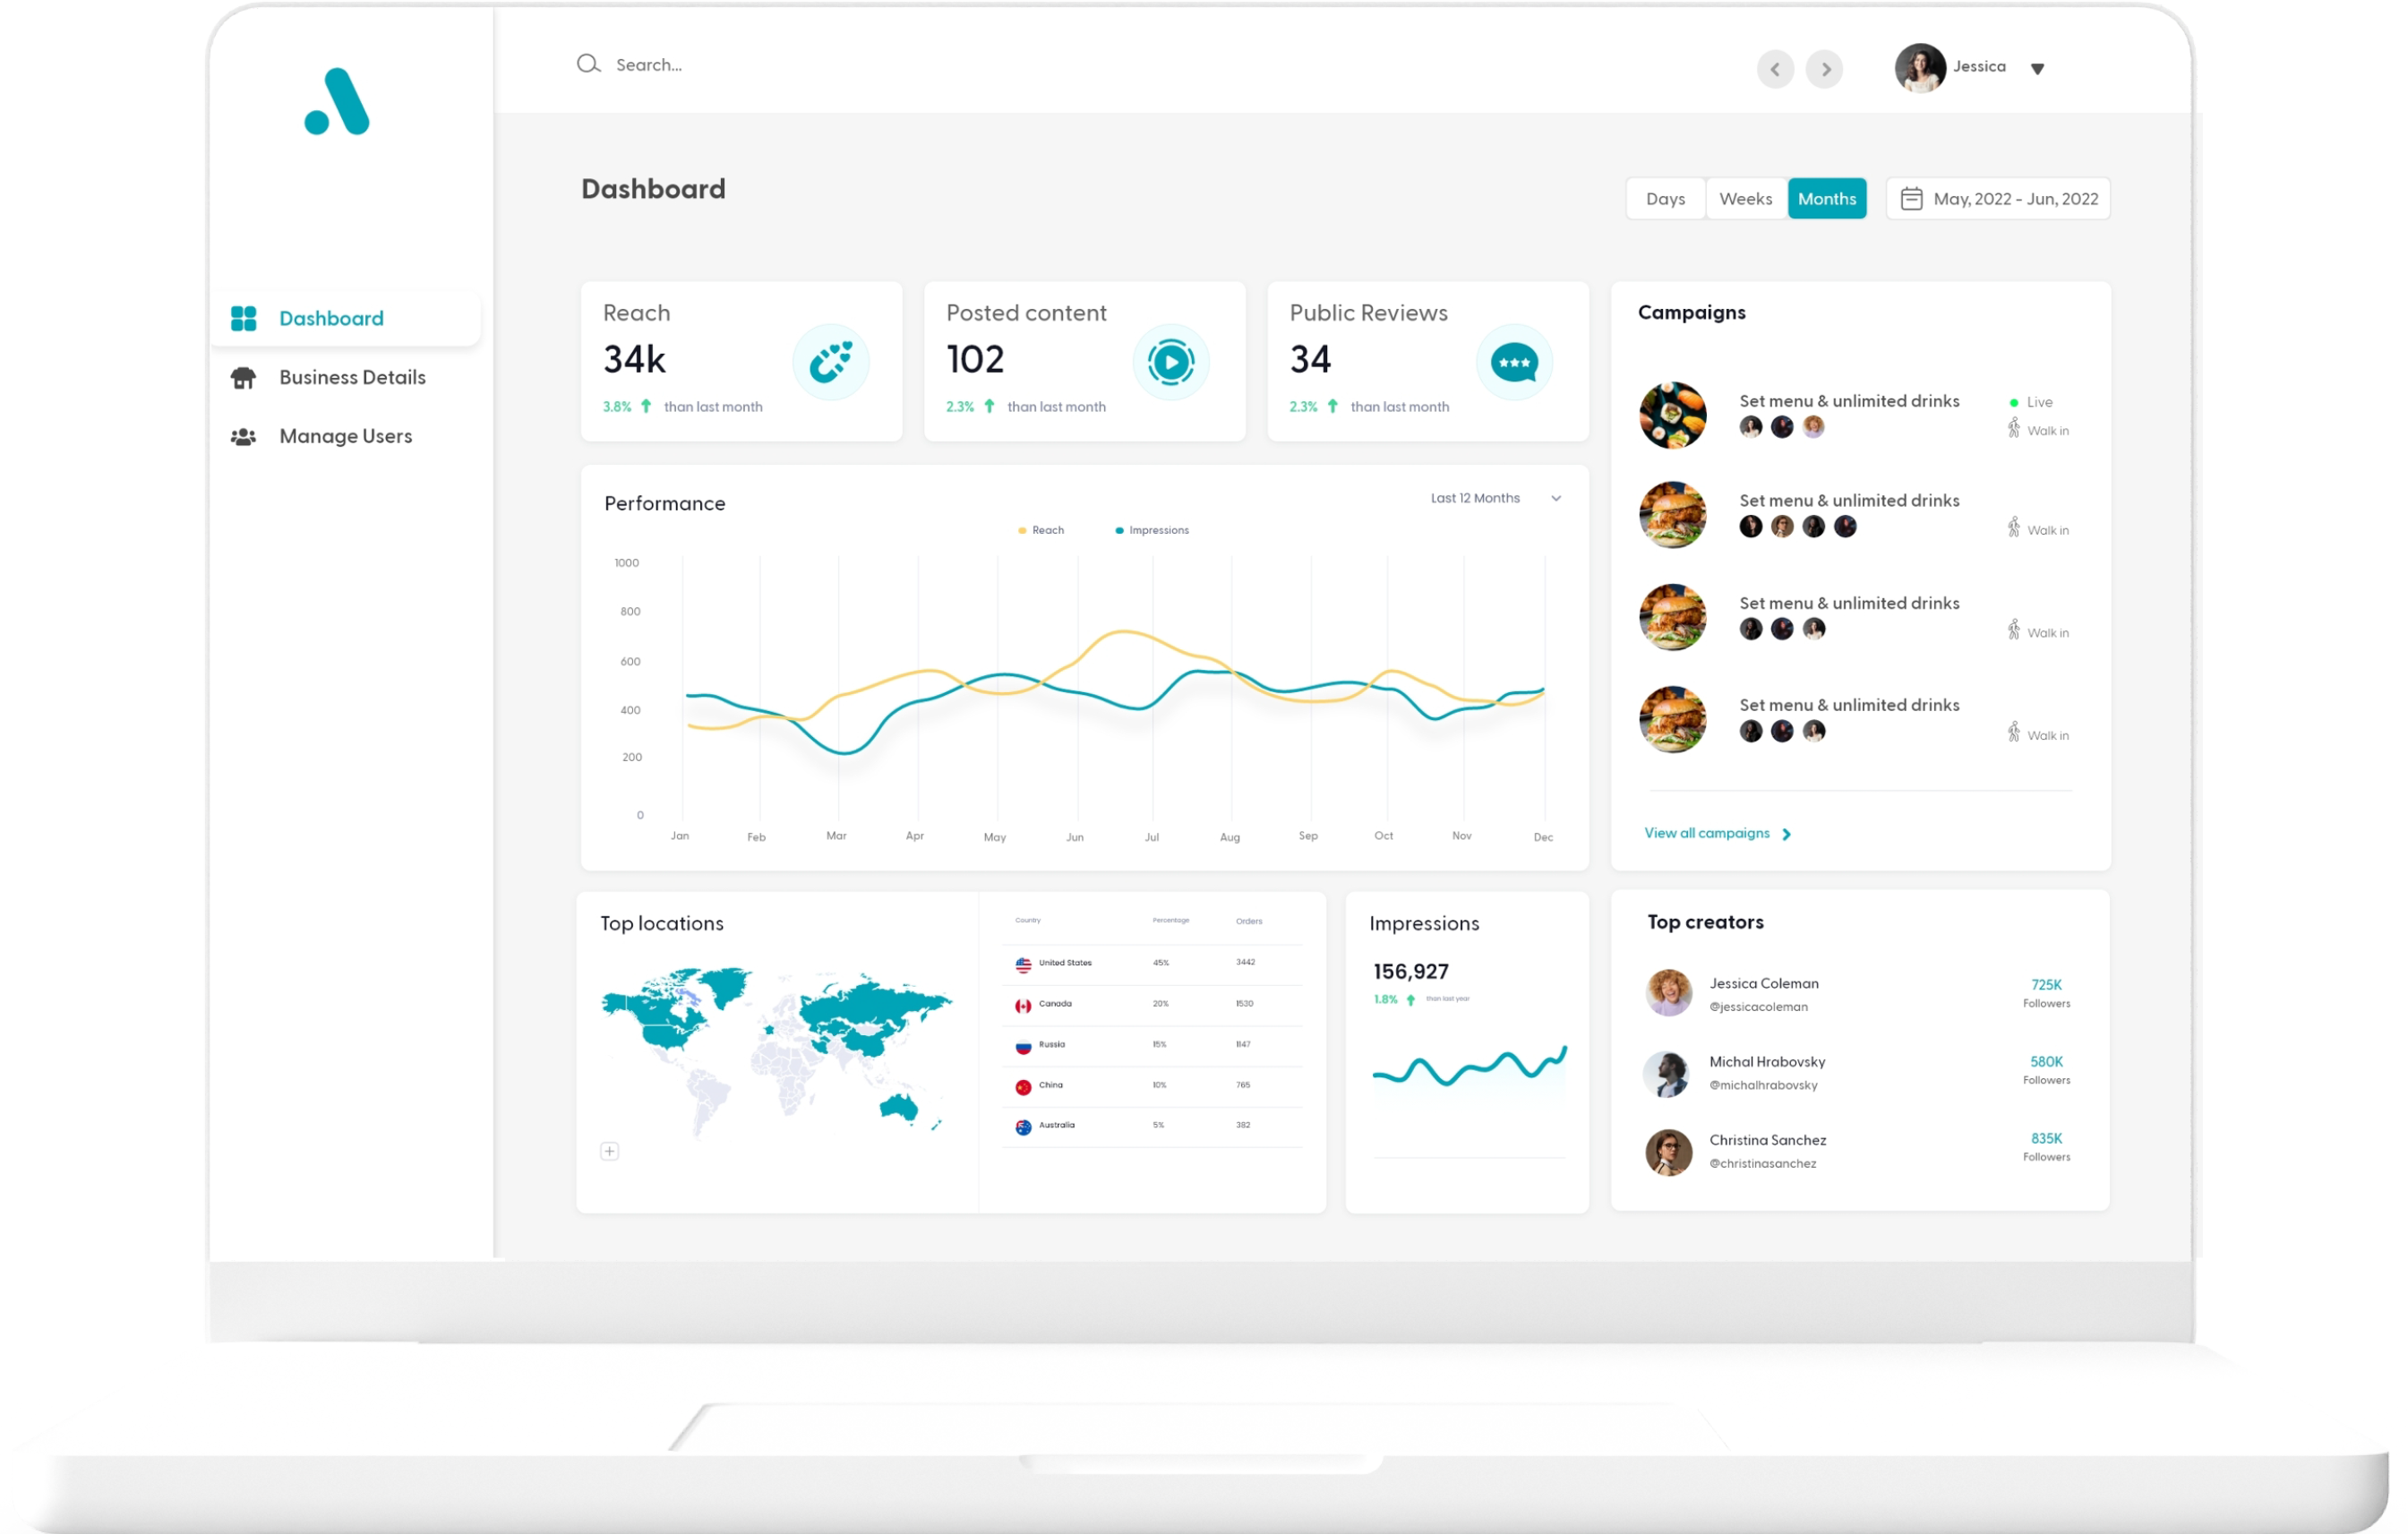 Search...
Jessica
Dashboard
Business Details
Manage Users
Dashboard
Days
Weeks
Months
May, 2022 - Jun, 2022
Reach
34k
3.8% than last month
Posted content
102
2.3% than last month
Public Reviews
34
2.3% than last month
Performance
Last 12 Months
Reach
Impressions
1000
800
600
400
200
0
Jan
Feb
Mar
Apr
May
Jun
Jul
Aug
Sep
Oct
Nov
Dec
Campaigns
Set menu & unlimited drinks
Live
Walk in
Set menu & unlimited drinks
Walk in
Set menu & unlimited drinks
Walk in
Set menu & unlimited drinks
Walk in
View all campaigns
Top locations
Country Percentage Orders
United States 45% 3442
Canada 20% 1530
Russia 15% 1147
China 10% 765
Australia 5% 382
Impressions
156,927
1.8% than last year
Top creators
Jessica Coleman
@jessicacoleman
725K
Followers
Michal Hrabovsky
@michalhrabovsky
580K
Followers
Christina Sanchez
@christinasanchez
835K
Followers